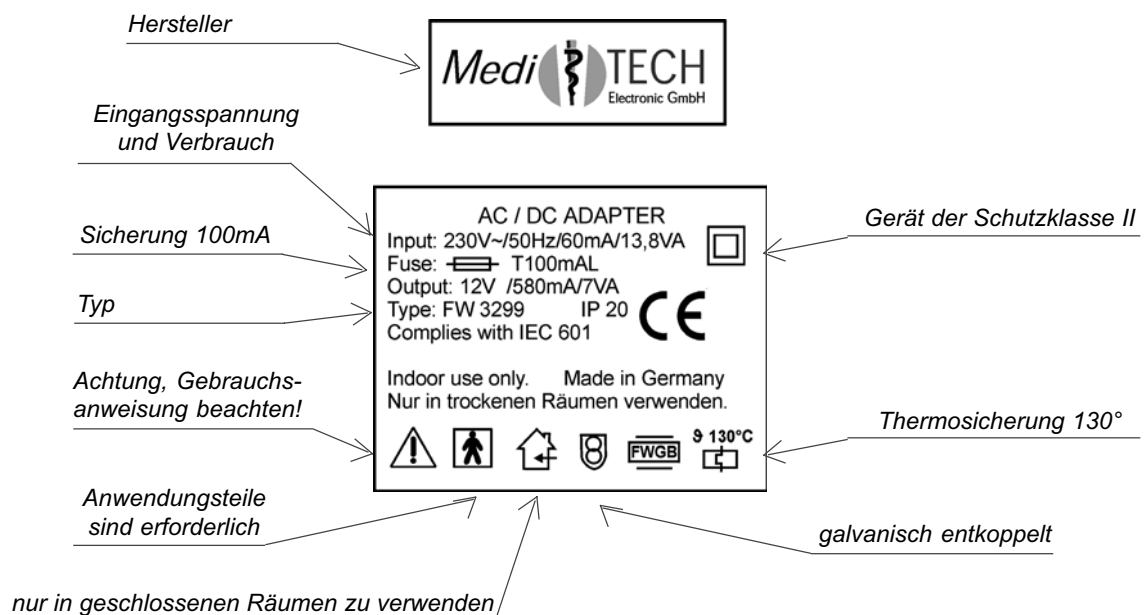 Hersteller
Medi TECH
Electronic GmbH
Eingangsspannung
und Verbrauch
Sicherung 100mA
Typ
Achtung, Gebrauchs-
anweisung beachten!
Anwendungsteile
sind erforderlich
nur in geschlossenen Räumen zu verwenden
AC / DC ADAPTER
Input: 230V~/50Hz/60mA/13,8VA
Fuse: T100mAL
Output: 12V /580mA/7VA
Type: FW 3299 IP 20 CE
Complies with IEC 601
Indoor use only. Made in Germany
Nur in trockenen Räumen verwenden.
FWGB
ϑ 130°C
Gerät der Schutzklasse II
Thermosicherung 130°
galvanisch entkoppelt